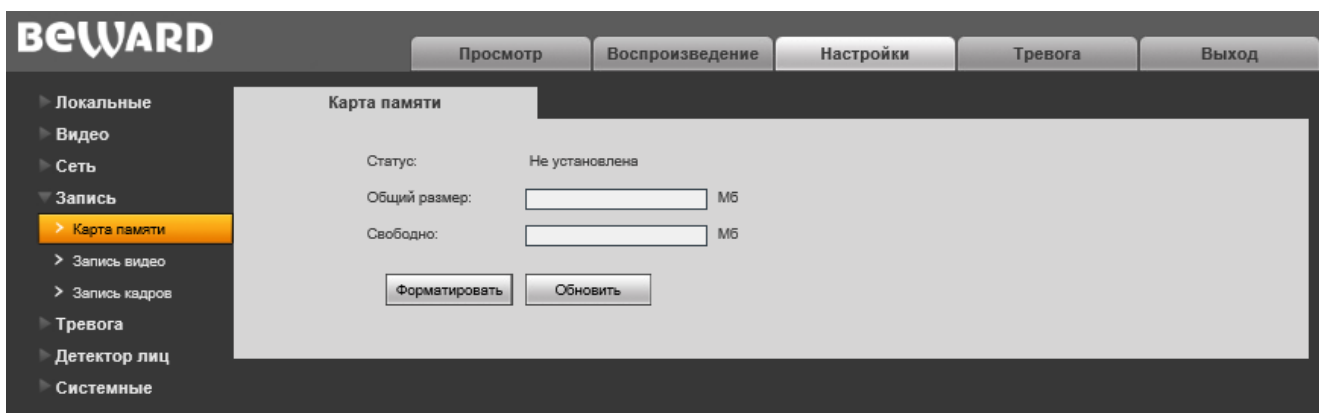 BEWARD
Просмотр Воспроизведение Настройки Тревога Выход
Локальные
Видео
Сеть
Запись
Карта памяти
Запись видео
Запись кадров
Тревога
Детектор лиц
Системные
Карта памяти
Статус: Не установлена
Общий размер: Мб
Свободно: Мб
Форматировать Обновить